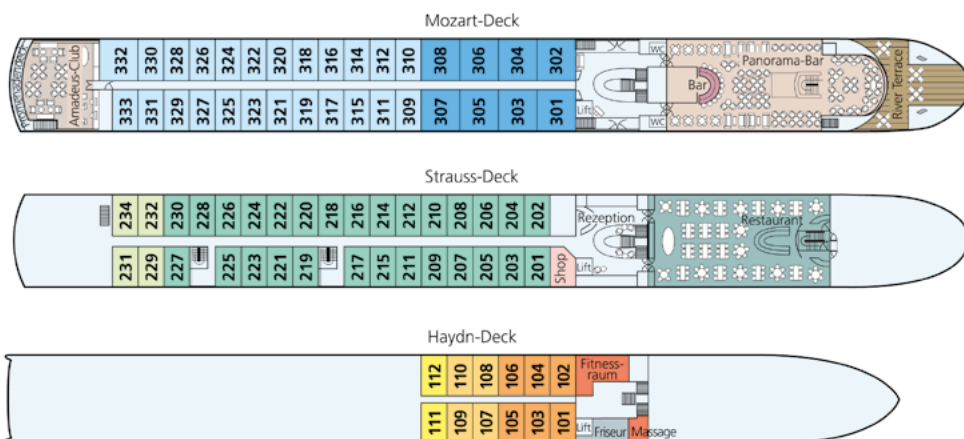 Mozart-Deck
Amadeus-Club
332 330 328 326 324 322 320 318 316 314 312 310 308 306 304 302
WC
Panorama-Bar
Bar
River Terrace
333 331 329 327 325 323 321 319 317 315 311 309 307 305 303 301
Lift
WC
Strauss-Deck
234 232 230 228 226 224 222 220 218 216 214 212 210 208 206 204 202
Rezeption
Restaurant
231 229 227 225 223 221 219 217 215 211 209 207 205 203 201
Shop
Lift
Haydn-Deck
112 110 108 106 104 102
Fitness-
raum
111 109 107 105 103 101
Lift
Friseur
Massage